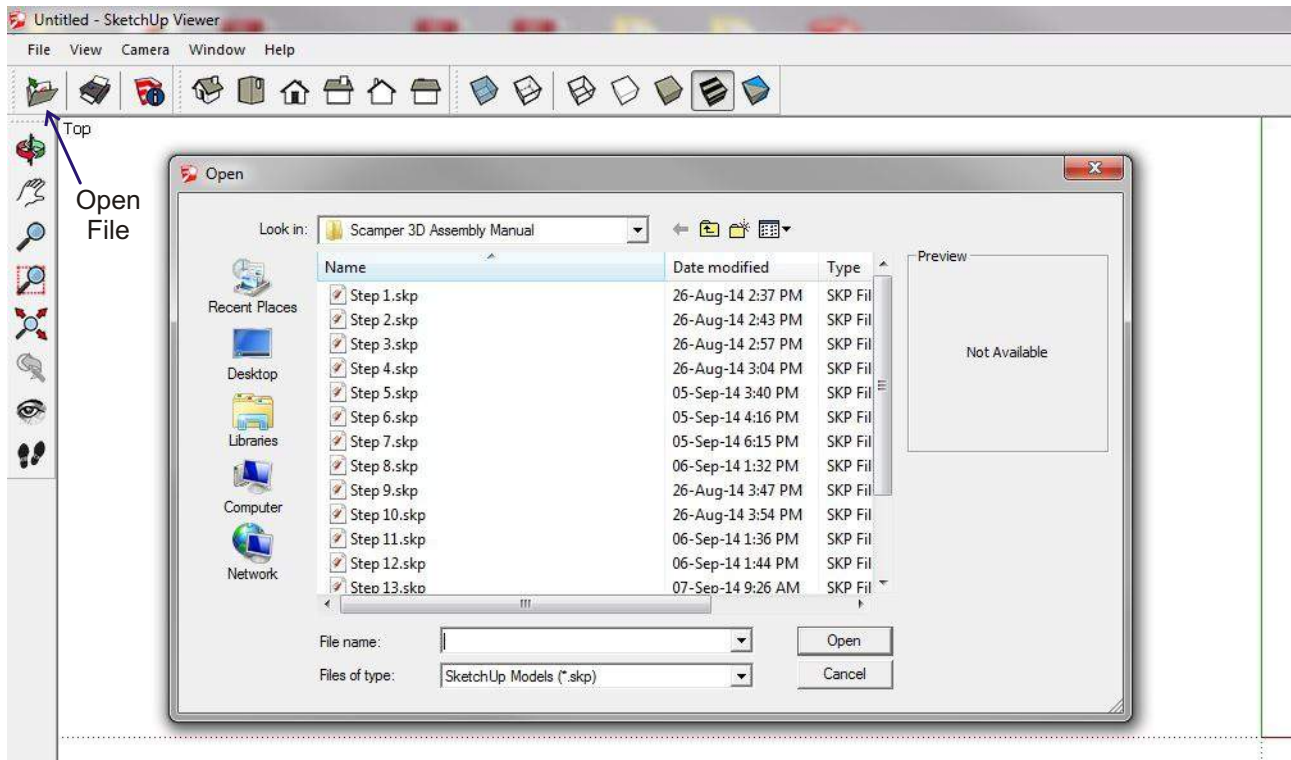 Untitled - SketchUp Viewer
File View Camera Window Help
Top
Open
File
Open
Look in: Scamper 3D Assembly Manual
Name Date modified Type
Preview
Not Available
Recent Places
Desktop
Libraries
Computer
Network
Step 1.skp 26-Aug-14 2:37 PM SKP Fil
Step 2.skp 26-Aug-14 2:43 PM SKP Fil
Step 3.skp 26-Aug-14 2:57 PM SKP Fil
Step 4.skp 26-Aug-14 3:04 PM SKP Fil
Step 5.skp 05-Sep-14 3:40 PM SKP Fil
Step 6.skp 05-Sep-14 4:16 PM SKP Fil
Step 7.skp 05-Sep-14 6:15 PM SKP Fil
Step 8.skp 06-Sep-14 1:32 PM SKP Fil
Step 9.skp 26-Aug-14 3:47 PM SKP Fil
Step 10.skp 26-Aug-14 3:54 PM SKP Fil
Step 11.skp 06-Sep-14 1:36 PM SKP Fil
Step 12.skp 06-Sep-14 1:44 PM SKP Fil
Step 13.skp 07-Sep-14 9:26 AM SKP Fil
File name: Open
Files of type: SketchUp Models (*.skp) Cancel